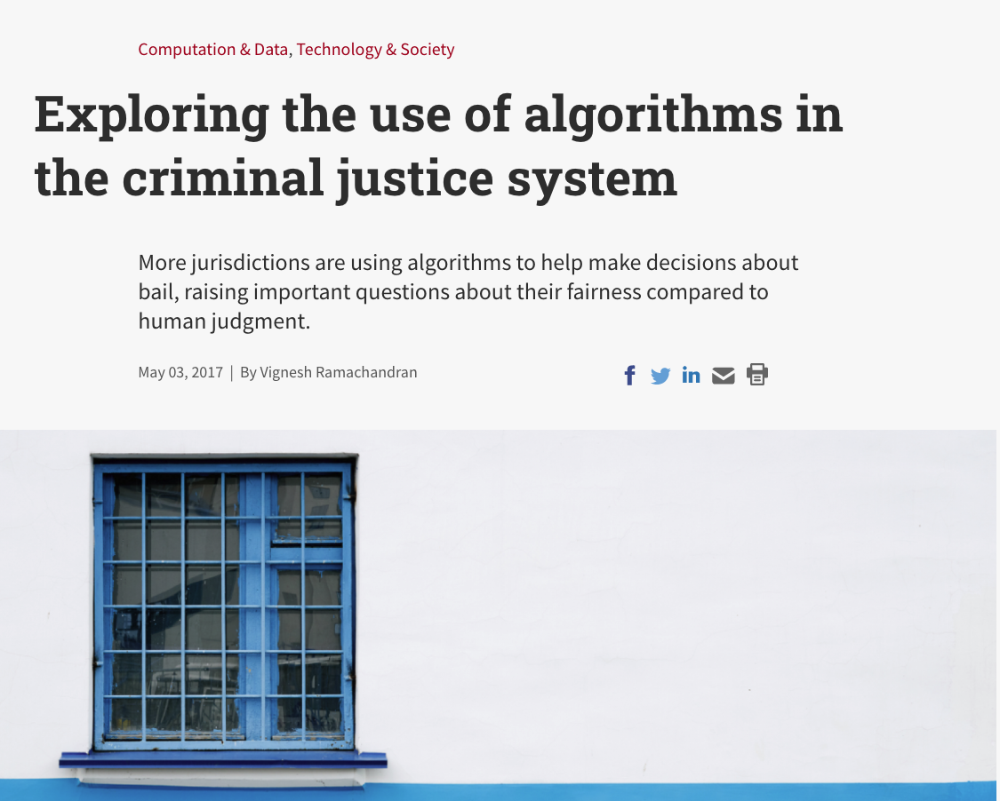 Computation & Data, Technology & Society
Exploring the use of algorithms in
the criminal justice system
More jurisdictions are using algorithms to help make decisions about
bail, raising important questions about their fairness compared to
human judgment.
May 03, 2017 | By Vignesh Ramachandran